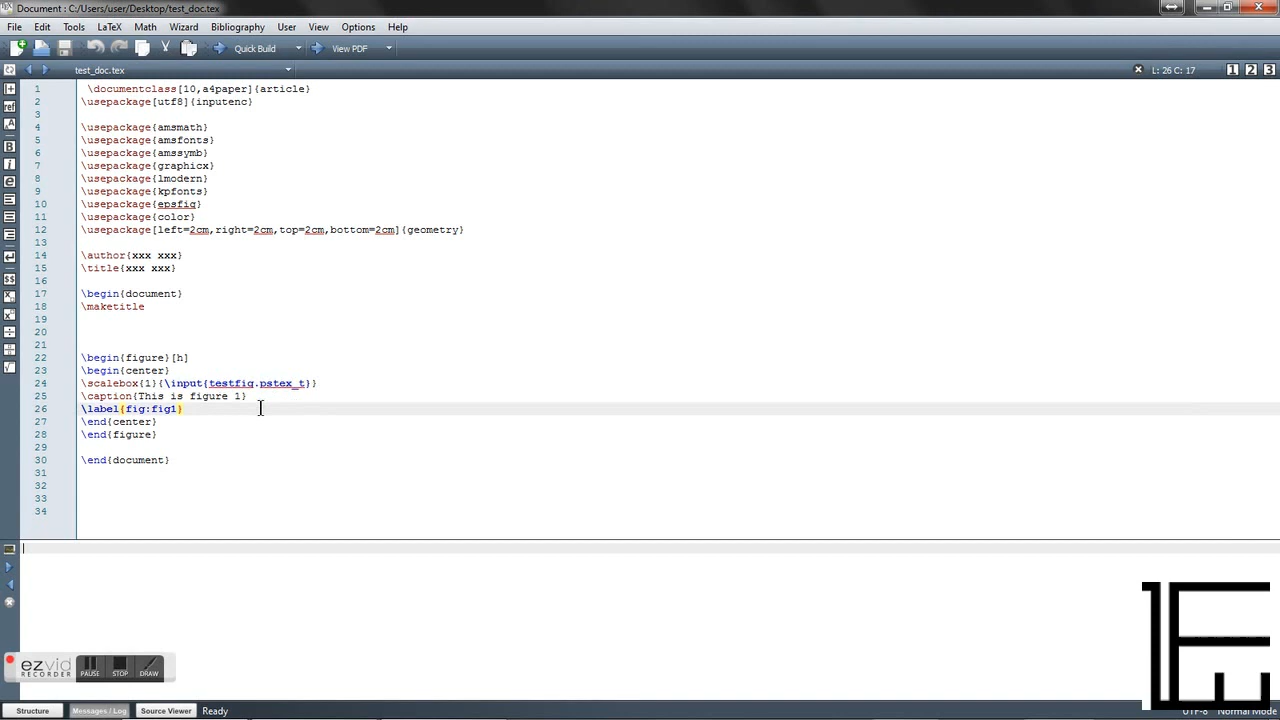 Document : C:/Users/user/Desktop/test_doc.tex
File Edit Tools LaTeX Math Wizard Bibliography User View Options Help
Quick Build View PDF
test_doc.tex L: 26 C: 17 1 2 3
1 \documentclass[10,a4paper]{article}
2 \usepackage[utf8]{inputenc}
3
4 \usepackage{amsmath}
5 \usepackage{amsfonts}
6 \usepackage{amssymb}
7 \usepackage{graphicx}
8 \usepackage{lmodern}
9 \usepackage{kpfonts}
10 \usepackage{epsfig}
11 \usepackage{color}
12 \usepackage[left=2cm,right=2cm,top=2cm,bottom=2cm]{geometry}
13
14 \author{xxx xxx}
15 \title{xxx xxx}
16
17 \begin{document}
18 \maketitle
19
20
21
22 \begin{figure}[h]
23 \begin{center}
24 \scalebox{1}{\input{testfig.pstex_t}}
25 \caption{This is figure 1}
26 \label{fig:fig1}
27 \end{center}
28 \end{figure}
29
30 \end{document}
31
32
33
34
ezvid
RECORDER
PAUSE STOP DRAW
Structure Messages / Log Source Viewer Ready UTF-8 Normal Mode